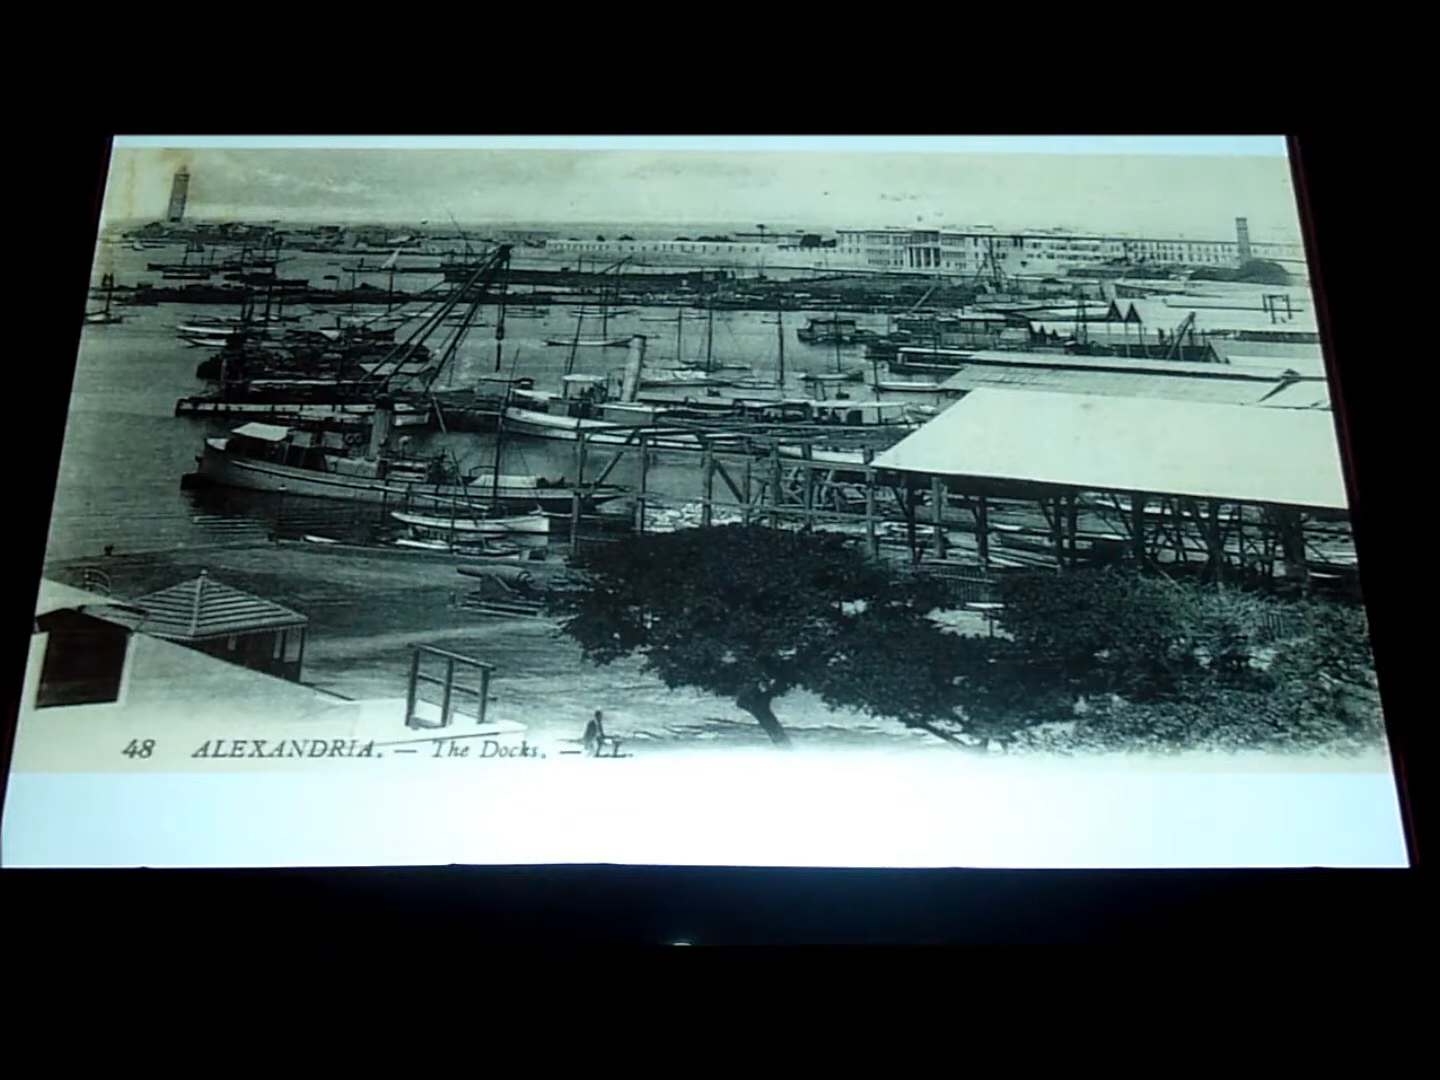 48 ALEXANDRIA. — The Docks. — LL.